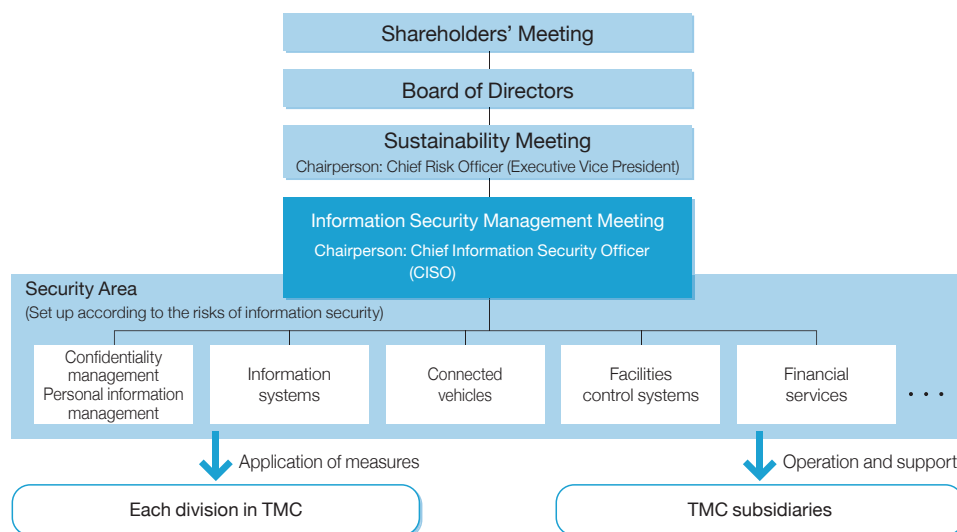 Shareholders’ Meeting
Board of Directors
Sustainability Meeting
Chairperson: Chief Risk Officer (Executive Vice President)
Information Security Management Meeting
Chairperson: Chief Information Security Officer
(CISO)
Security Area
(Set up according to the risks of information security)
Confidentiality
management
Personal information
management
Information
systems
Connected
vehicles
Facilities
control systems
Financial
services
· · ·
Application of measures
Operation and support
Each division in TMC
TMC subsidiaries